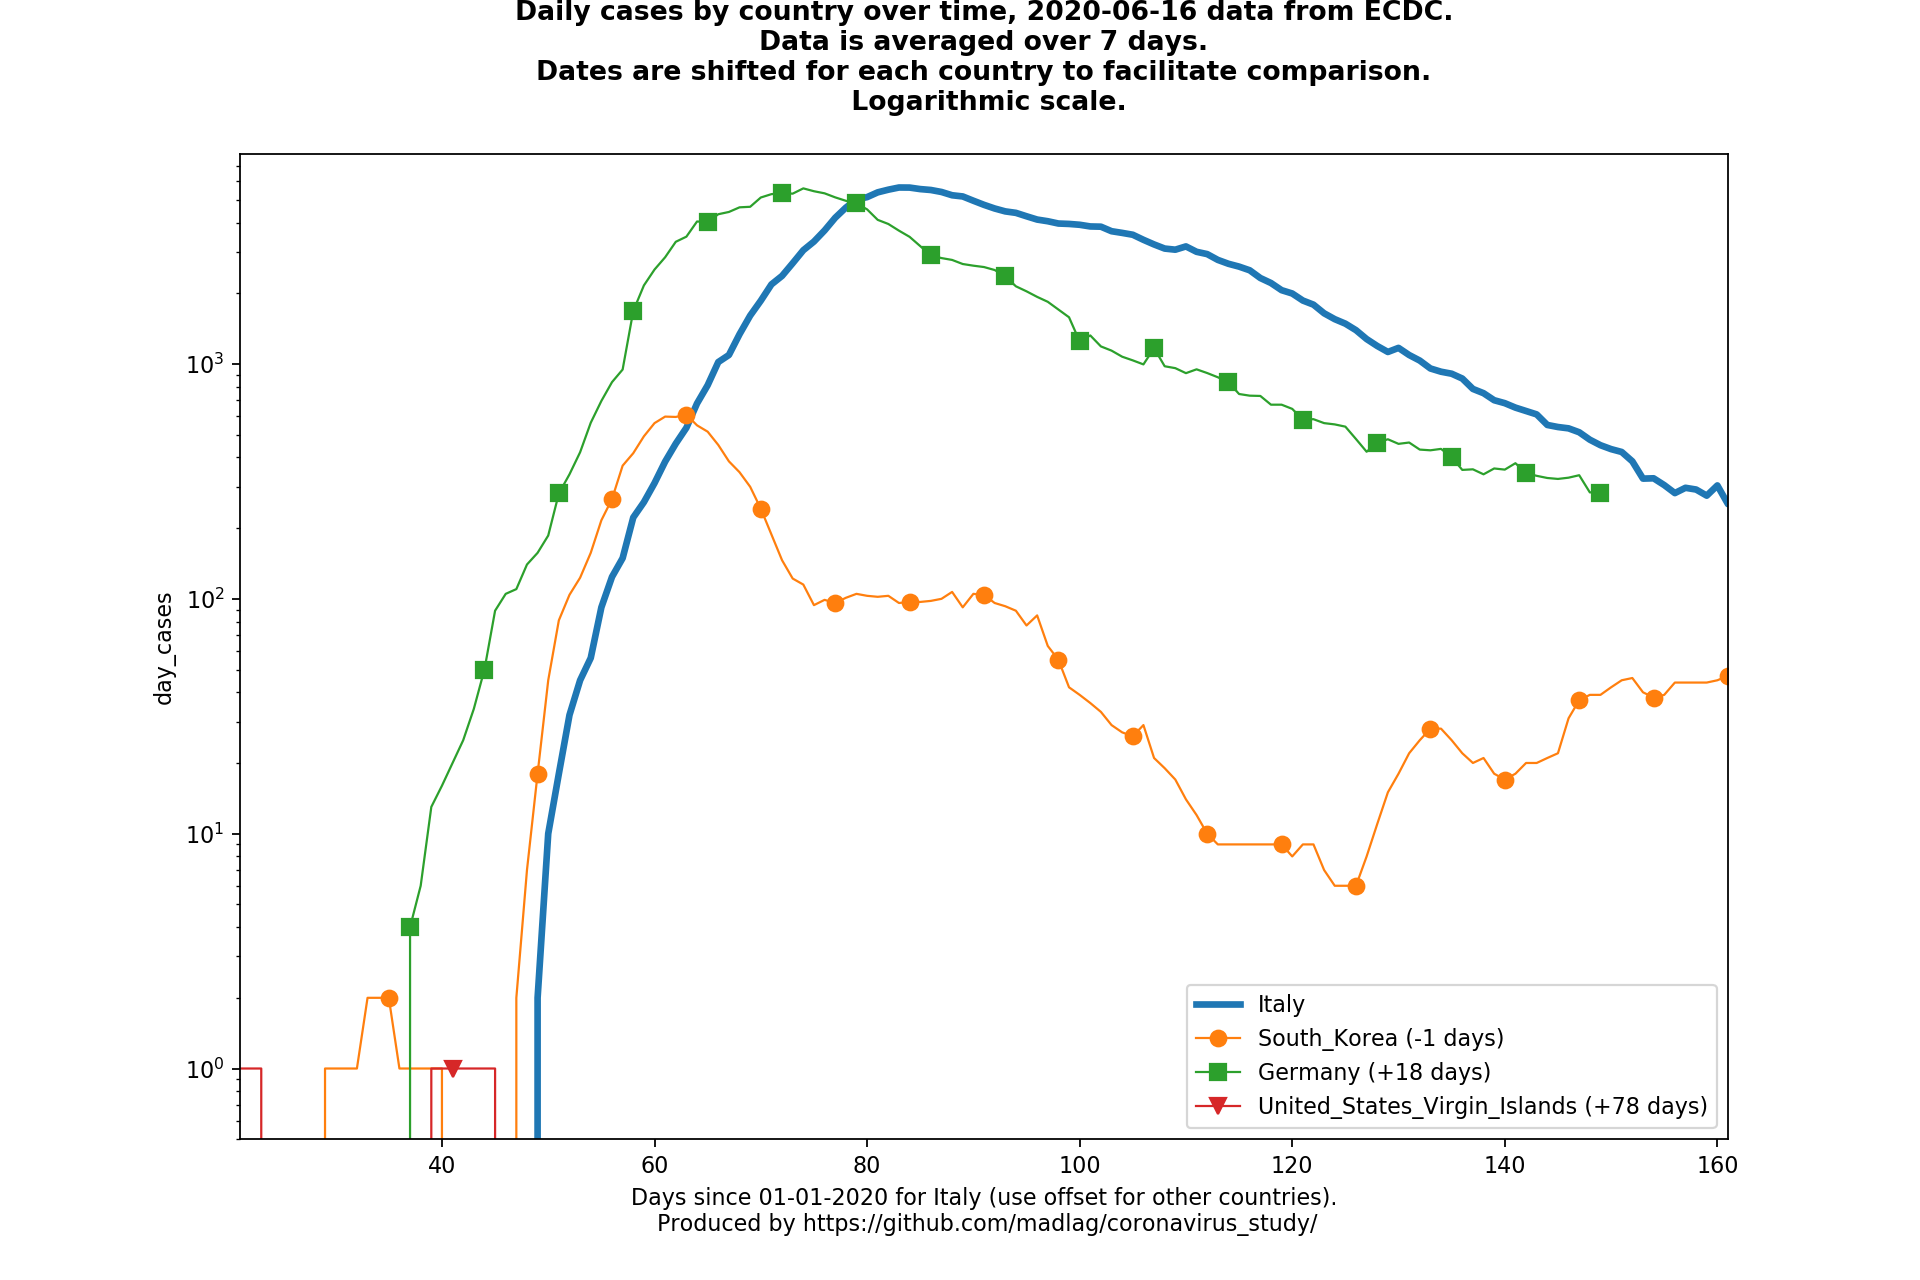 Daily cases by country over time, 2020-06-16 data from ECDC.
Data is averaged over 7 days.
Dates are shifted for each country to facilitate comparison.
Logarithmic scale.
day_cases
10³
10²
10¹
10⁰
Italy
South_Korea (-1 days)
Germany (+18 days)
United_States_Virgin_Islands (+78 days)
40 60 80 100 120 140 160
Days since 01-01-2020 for Italy (use offset for other countries).
Produced by https://github.com/madlag/coronavirus_study/